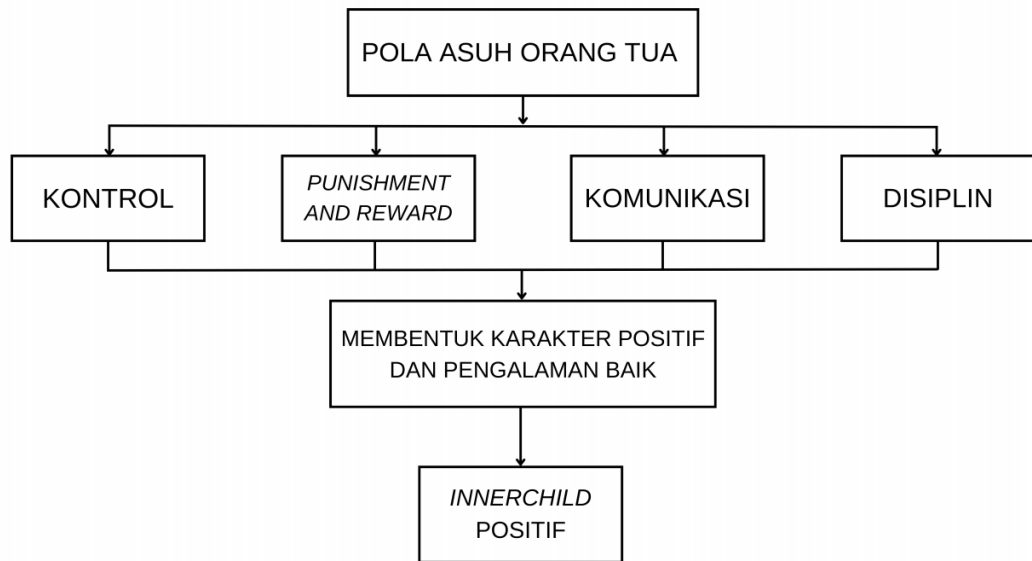 POLA ASUH ORANG TUA
KONTROL
PUNISHMENT
AND REWARD
KOMUNIKASI
DISIPLIN
MEMBENTUK KARAKTER POSITIF
DAN PENGALAMAN BAIK
INNERCHILD
POSITIF